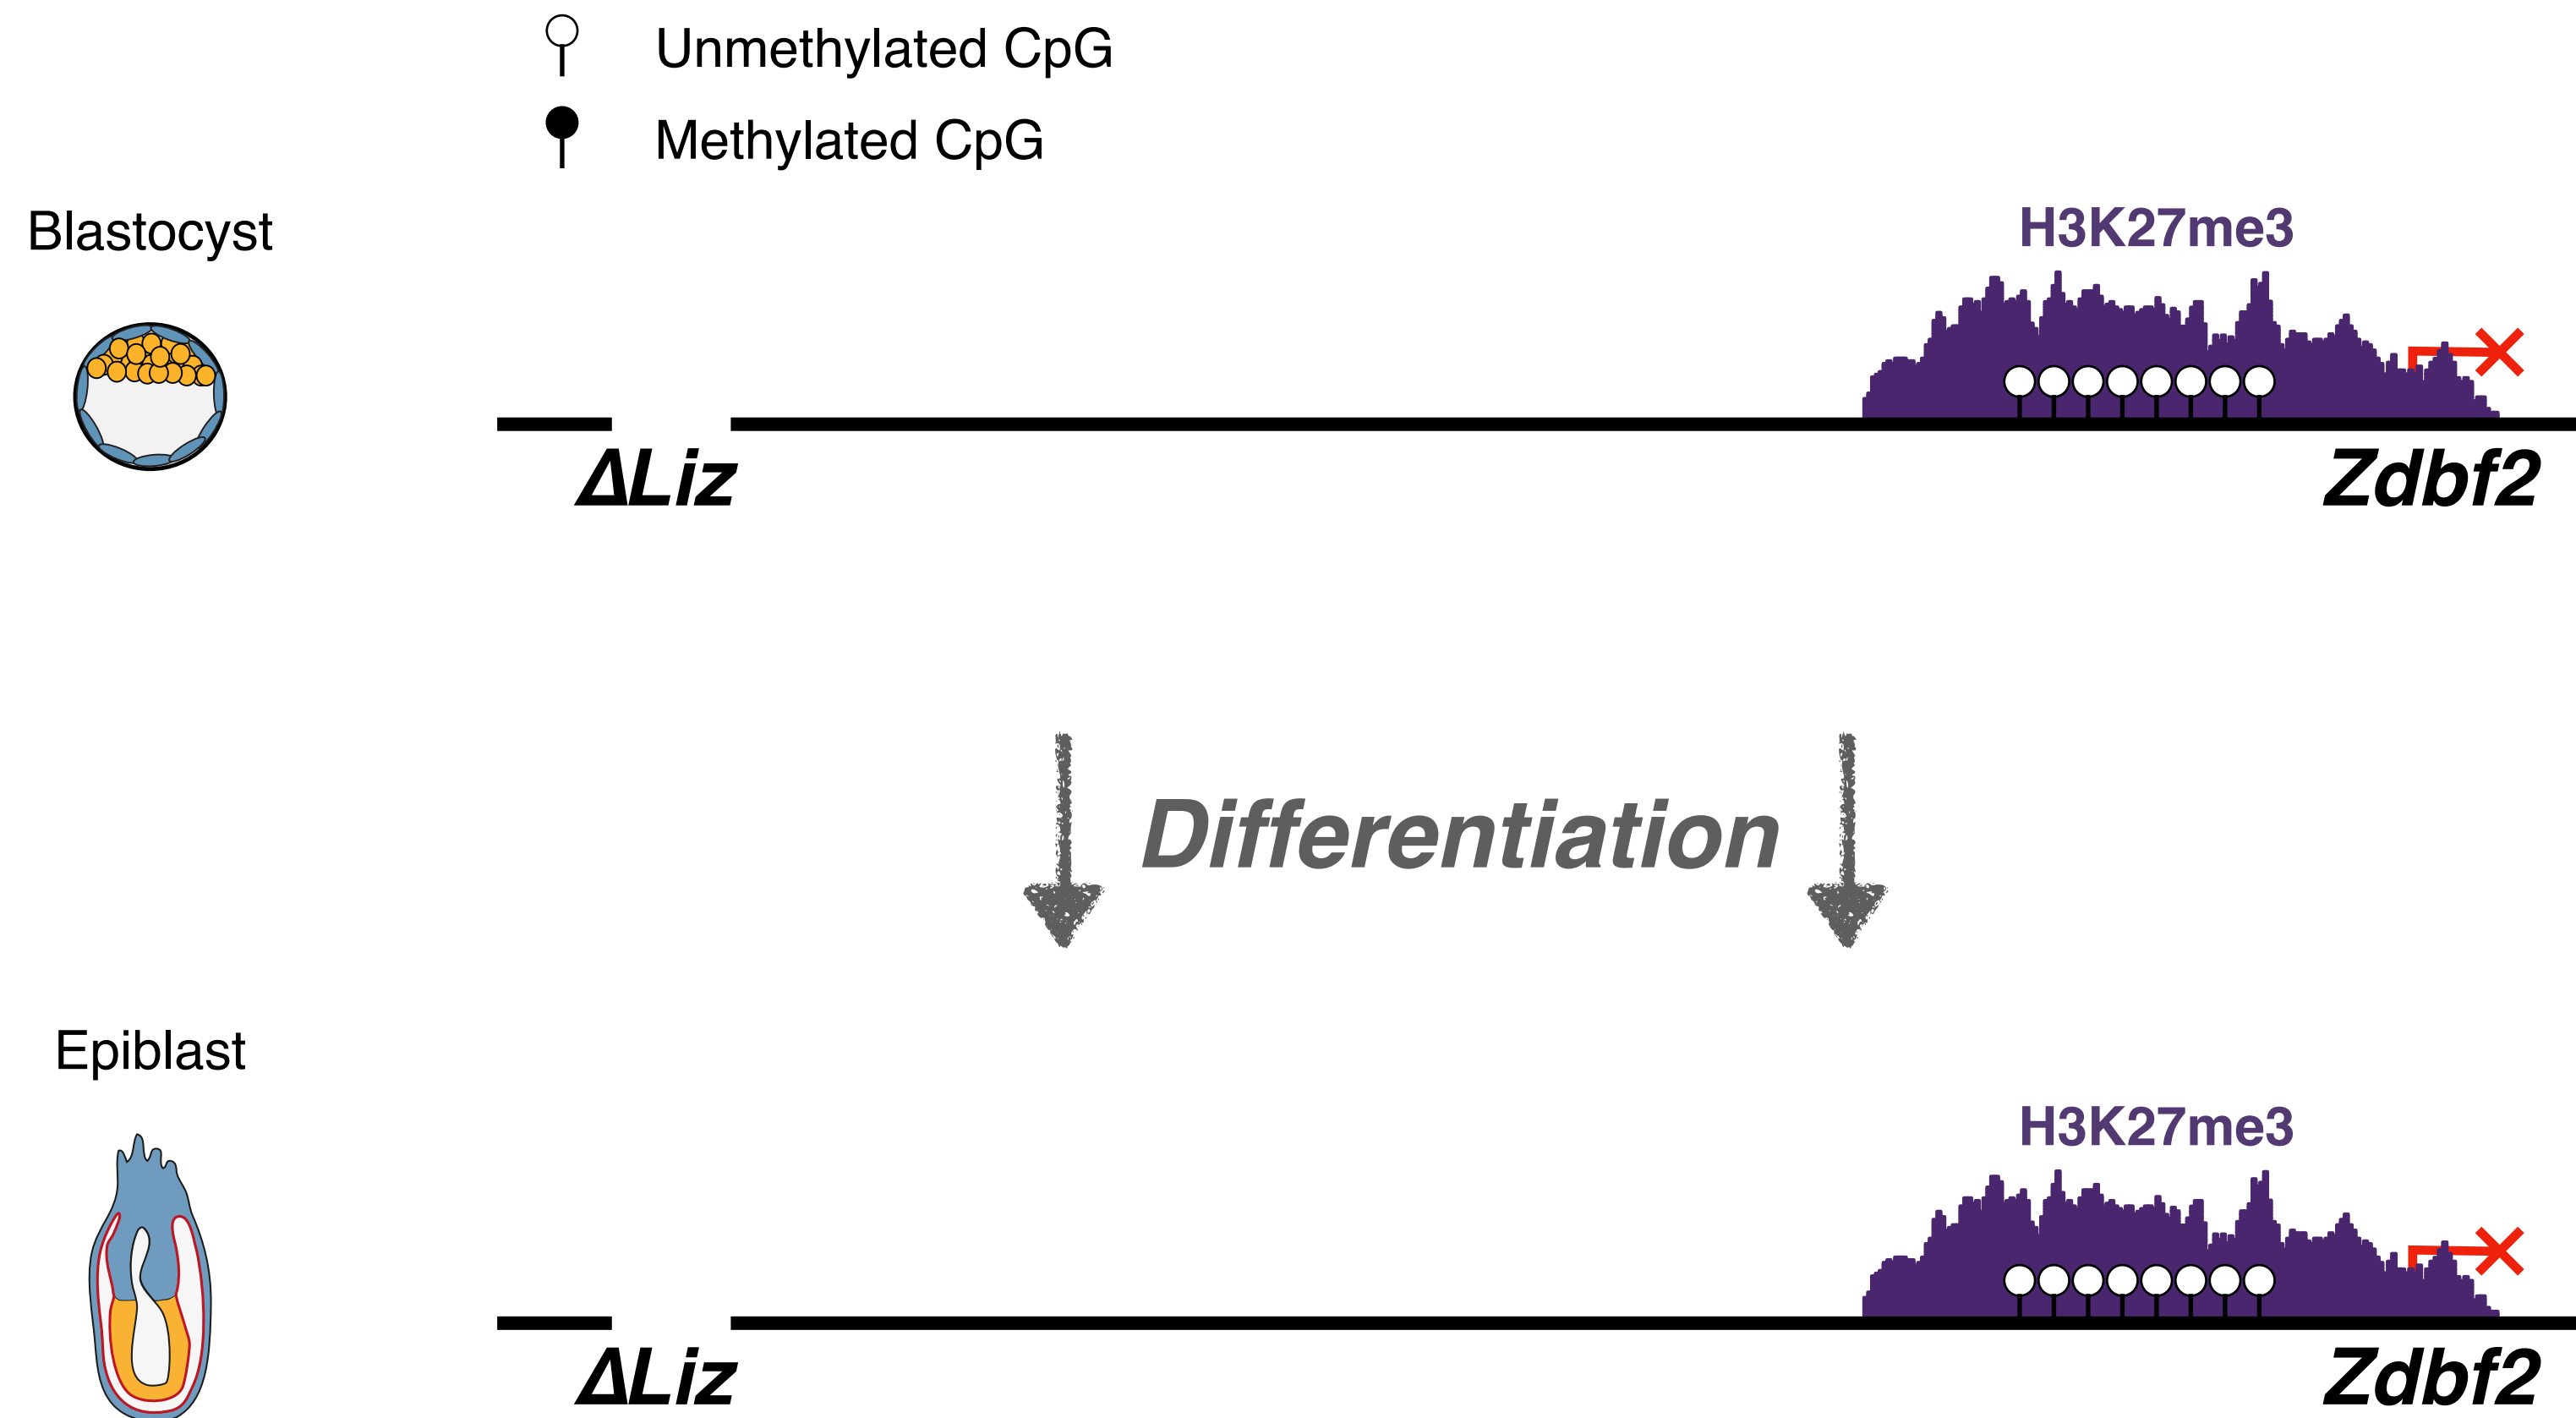 Unmethylated CpG
Methylated CpG
Blastocyst
H3K27me3
ΔLiz
Zdbf2
Differentiation
Epiblast
H3K27me3
ΔLiz
Zdbf2